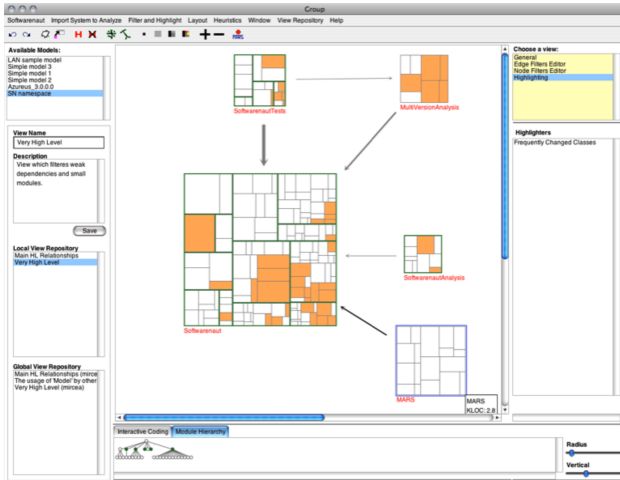 Group
Softwarenaut Import System to Analyze Filter and Highlight Layout Heuristics Window View Repository Help
H
MARS
Available Models:
LAN sample model
Simple model 3
Simple model 1
Simple model 2
Azureus_3.0.0.0
SN namespace
View Name
Very High Level
Description
View which filteres weak
dependencies and small
modules.
Save
Local View Repository
Main HL Relationships
Very High Level
Global View Repository
Main HL Relationships (mirce
The usage of 'Model' by other
Very High Level (mircea)
SoftwarenautTests
MultiVersionAnalysis
Softwarenaut
SoftwarenautAnalysis
MARS
MARS
KLOC: 2.8
Choose a view:
General
Edge Filters Editor
Node Filters Editor
Highlighting
Highlighters
Frequently Changed Classes
Interactive Coding Module Hierarchy
Radius
Vertical